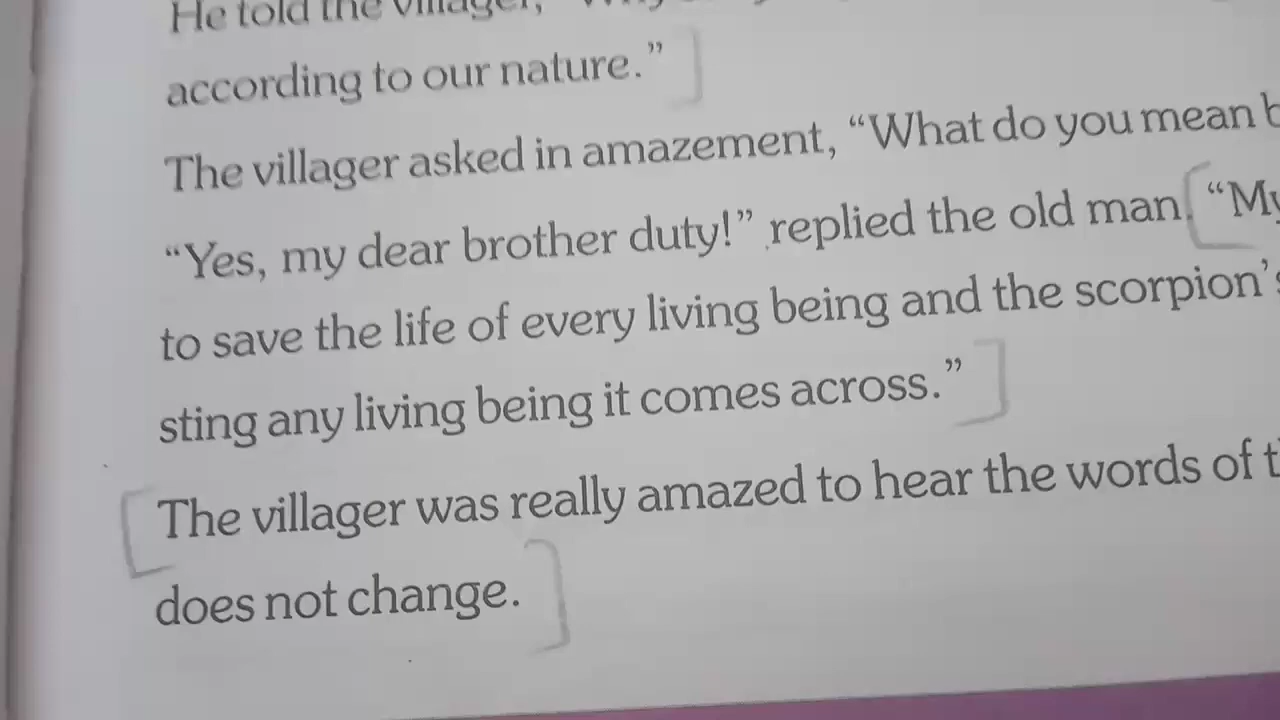 He told the villager,
according to our nature.”
The villager asked in amazement, “What do you mean
“Yes, my dear brother duty!” replied the old man. “My
to save the life of every living being and the scorpion’s
sting any living being it comes across.”
The villager was really amazed to hear the words of
does not change.